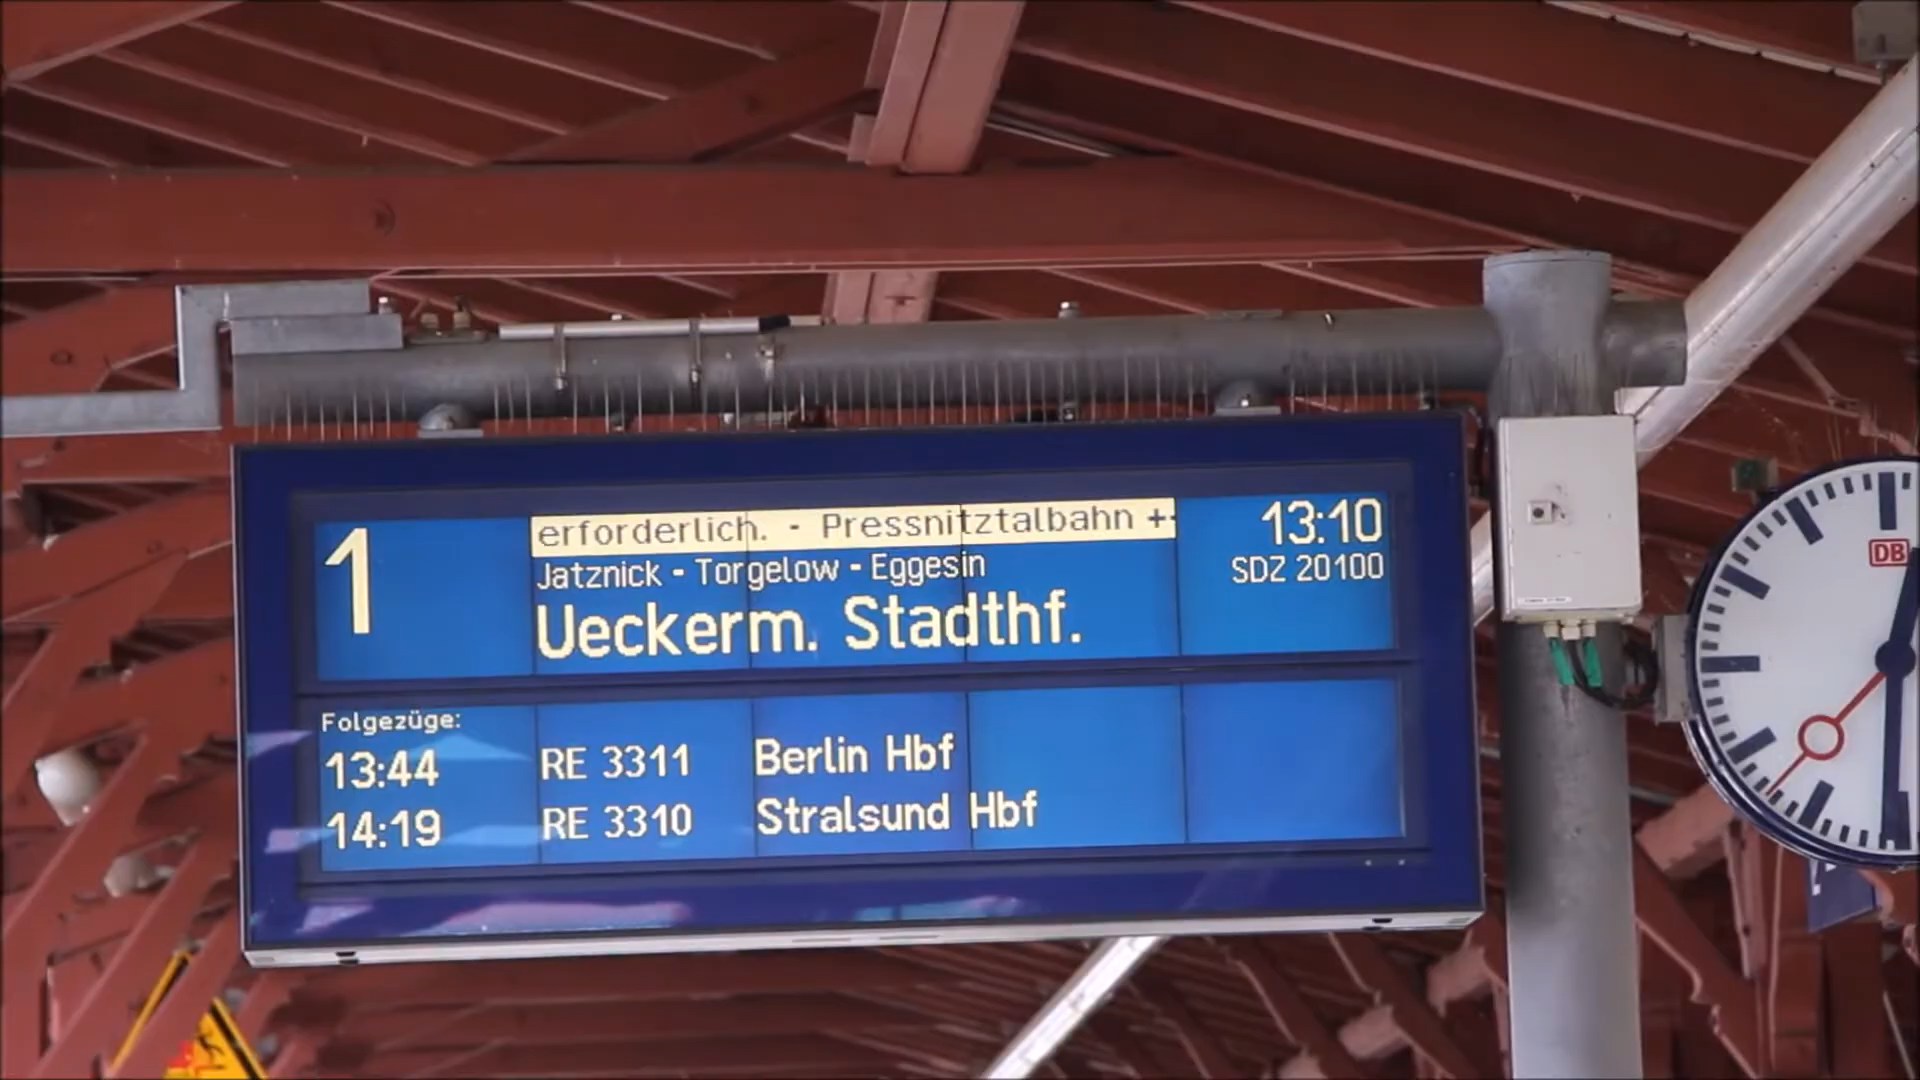 1
erforderlich. - Pressnitztalbahn +
Jatznick - Torgelow - Eggesin
Ueckerm. Stadthf.
13:10
SDZ 20100
Folgezüge:
13:44 RE 3311 Berlin Hbf
14:19 RE 3310 Stralsund Hbf
DB